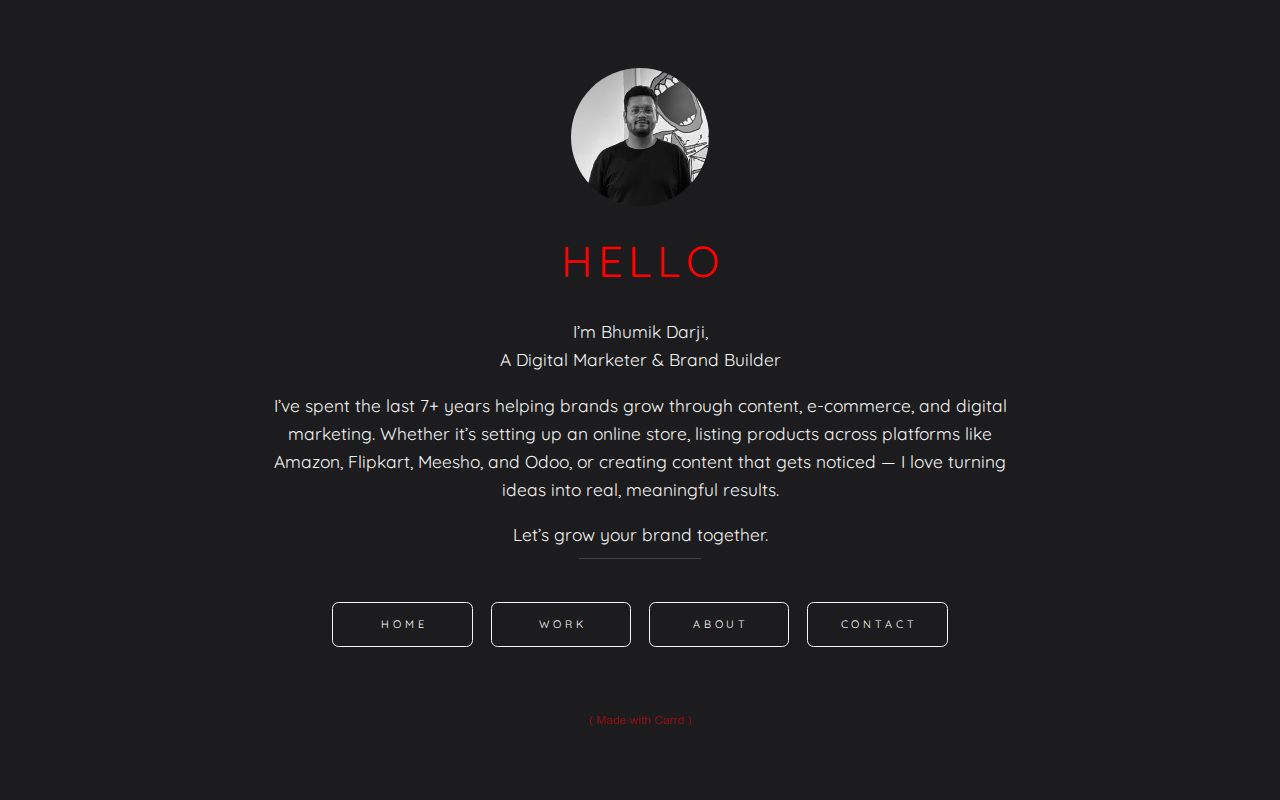 HELLO
I’m Bhumik Darji,
A Digital Marketer & Brand Builder
I’ve spent the last 7+ years helping brands grow through content, e-commerce, and digital
marketing. Whether it’s setting up an online store, listing products across platforms like
Amazon, Flipkart, Meesho, and Odoo, or creating content that gets noticed — I love turning
ideas into real, meaningful results.
Let’s grow your brand together.
HOME
WORK
ABOUT
CONTACT
( Made with Carrd )